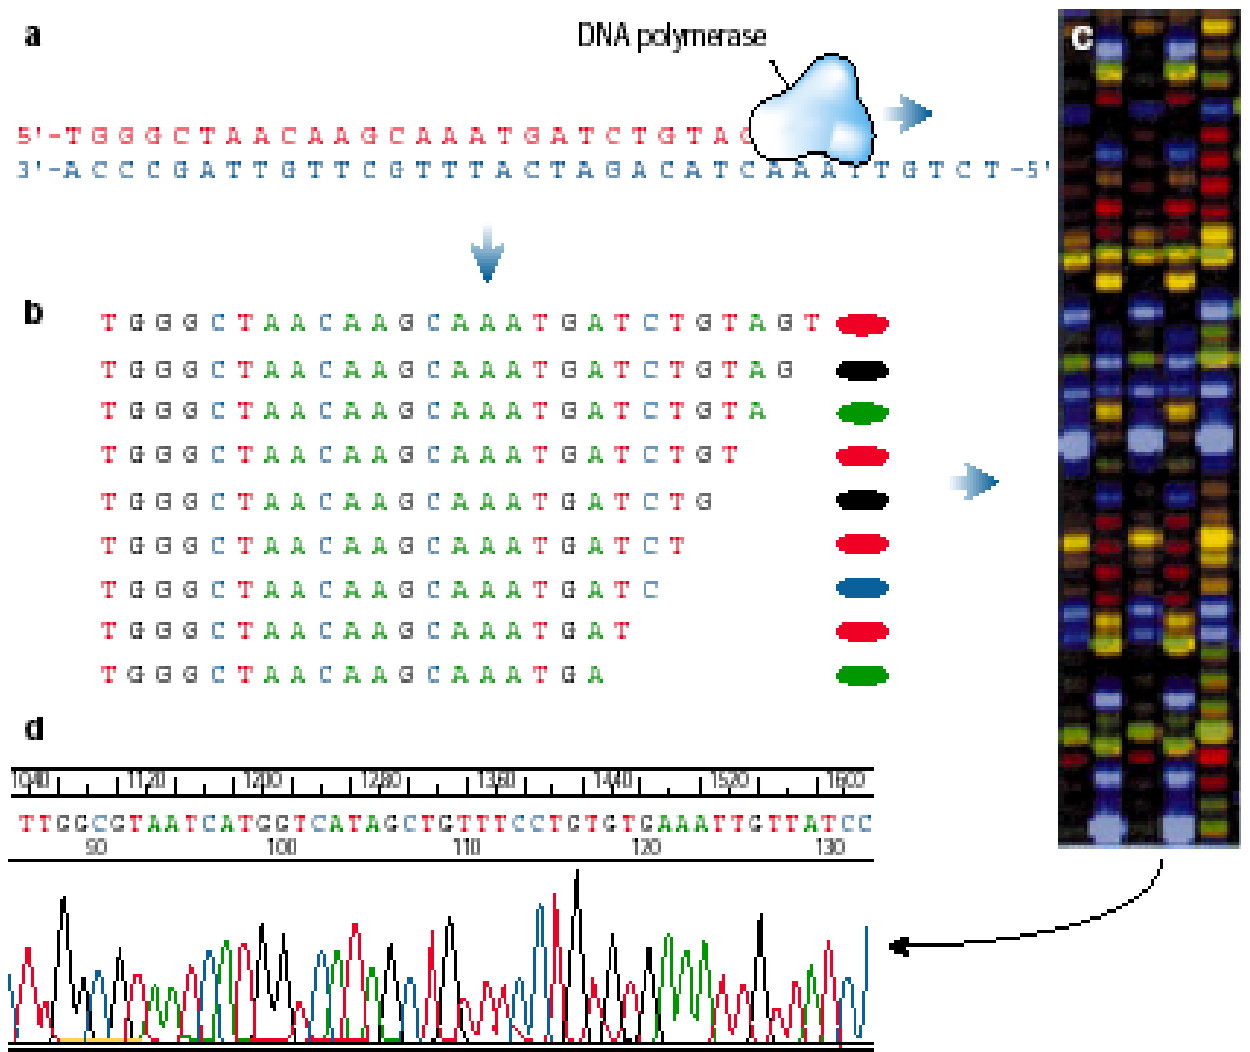 a
DNA polymerase
c
5'-TGGGCTAACAAGCAAATGATCTGTAG
3'-ACCCGATTGTTCGTTTACTAGACATCAAATTGTCT-5'
b
TGGGCTAACAAGCAAATGATCTGTAGT
TGGGCTAACAAGCAAATGATCTGTAG
TGGGCTAACAAGCAAATGATCTGTA
TGGGCTAACAAGCAAATGATCTGT
TGGGCTAACAAGCAAATGATCTG
TGGGCTAACAAGCAAATGATCT
TGGGCTAACAAGCAAATGATC
TGGGCTAACAAGCAAATGAT
TGGGCTAACAAGCAAATGA
d
1040 1120 1200 1280 1360 1440 1520 1600
TTGGCGTAATCATGGTCATAGCTGTTTCCTGTGTGAAATTGTTATCC
90 100 110 120 130